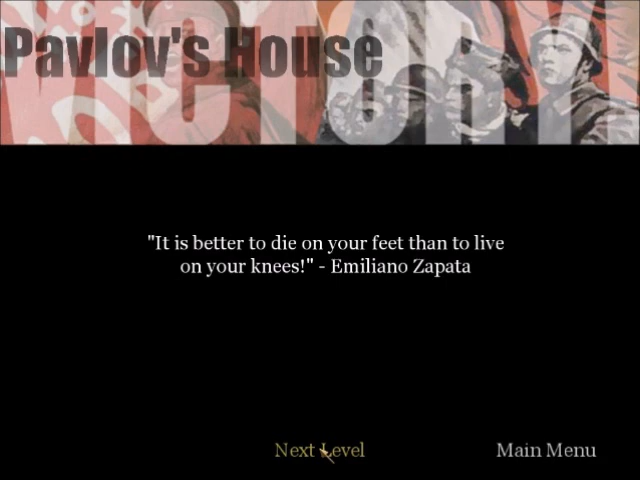 VICTORY!
Pavlov's House
"It is better to die on your feet than to live
on your knees!" - Emiliano Zapata
Next Level
Main Menu